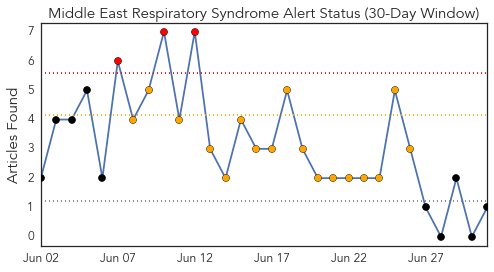 Middle East Respiratory Syndrome Alert Status (30-Day Window)
Articles Found
7
6
5
4
3
2
1
0
Jun 02 Jun 07 Jun 12 Jun 17 Jun 22 Jun 27